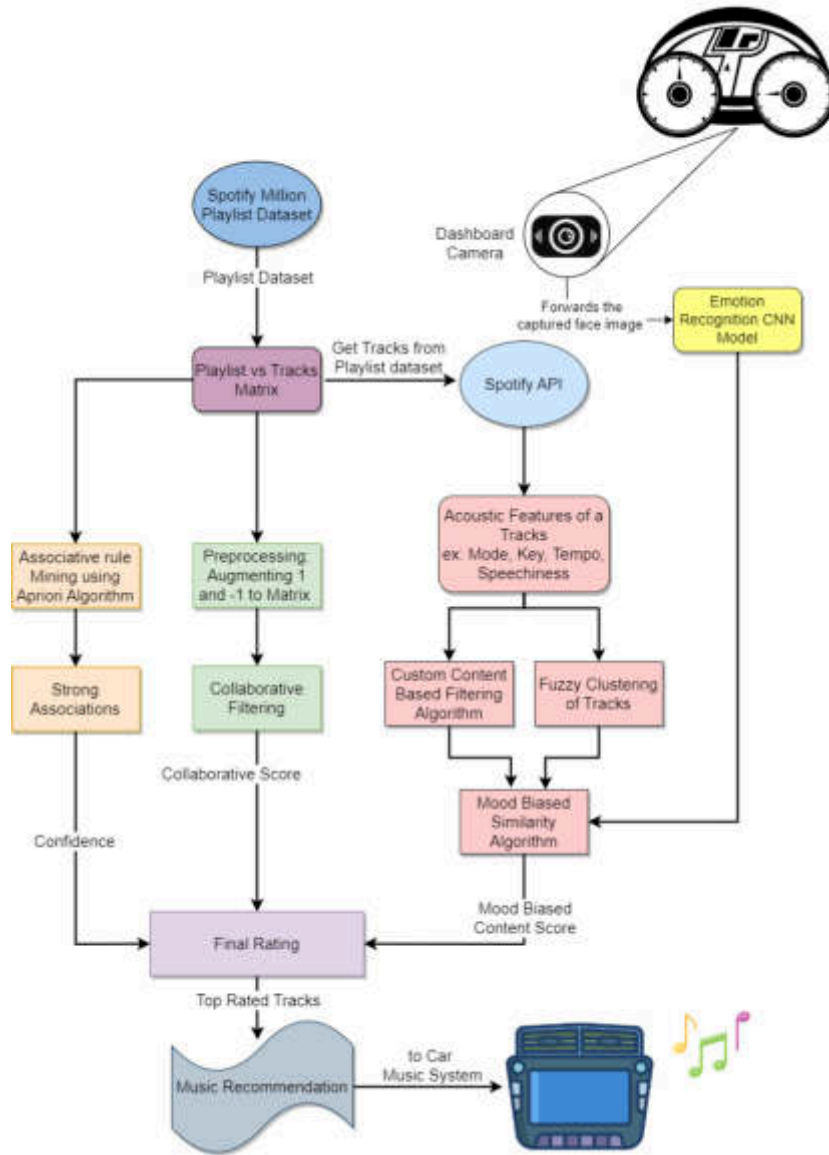 Spotify Million
Playlist Dataset
Dashboard
Camera
Playlist Dataset
Forwards the
captured face image
Emotion
Recognition CNN
Model
Get Tracks from
Playlist dataset
Playlist vs Tracks
Matrix
Spotify API
Acoustic Features of a
Tracks
ex: Mode, Key, Tempo,
Speechiness
Associative rule
Mining using
Apriori Algorithm
Preprocessing:
Augmenting 1
and -1 to Matrix
Custom Content
Based Filtering
Algorithm
Fuzzy Clustering
of Tracks
Strong
Associations
Collaborative
Filtering
Collaborative Score
Mood Biased
Similarity
Algorithm
Confidence
Mood Biased
Content Score
Final Rating
Top Rated Tracks
Music Recommendation
to Car
Music System